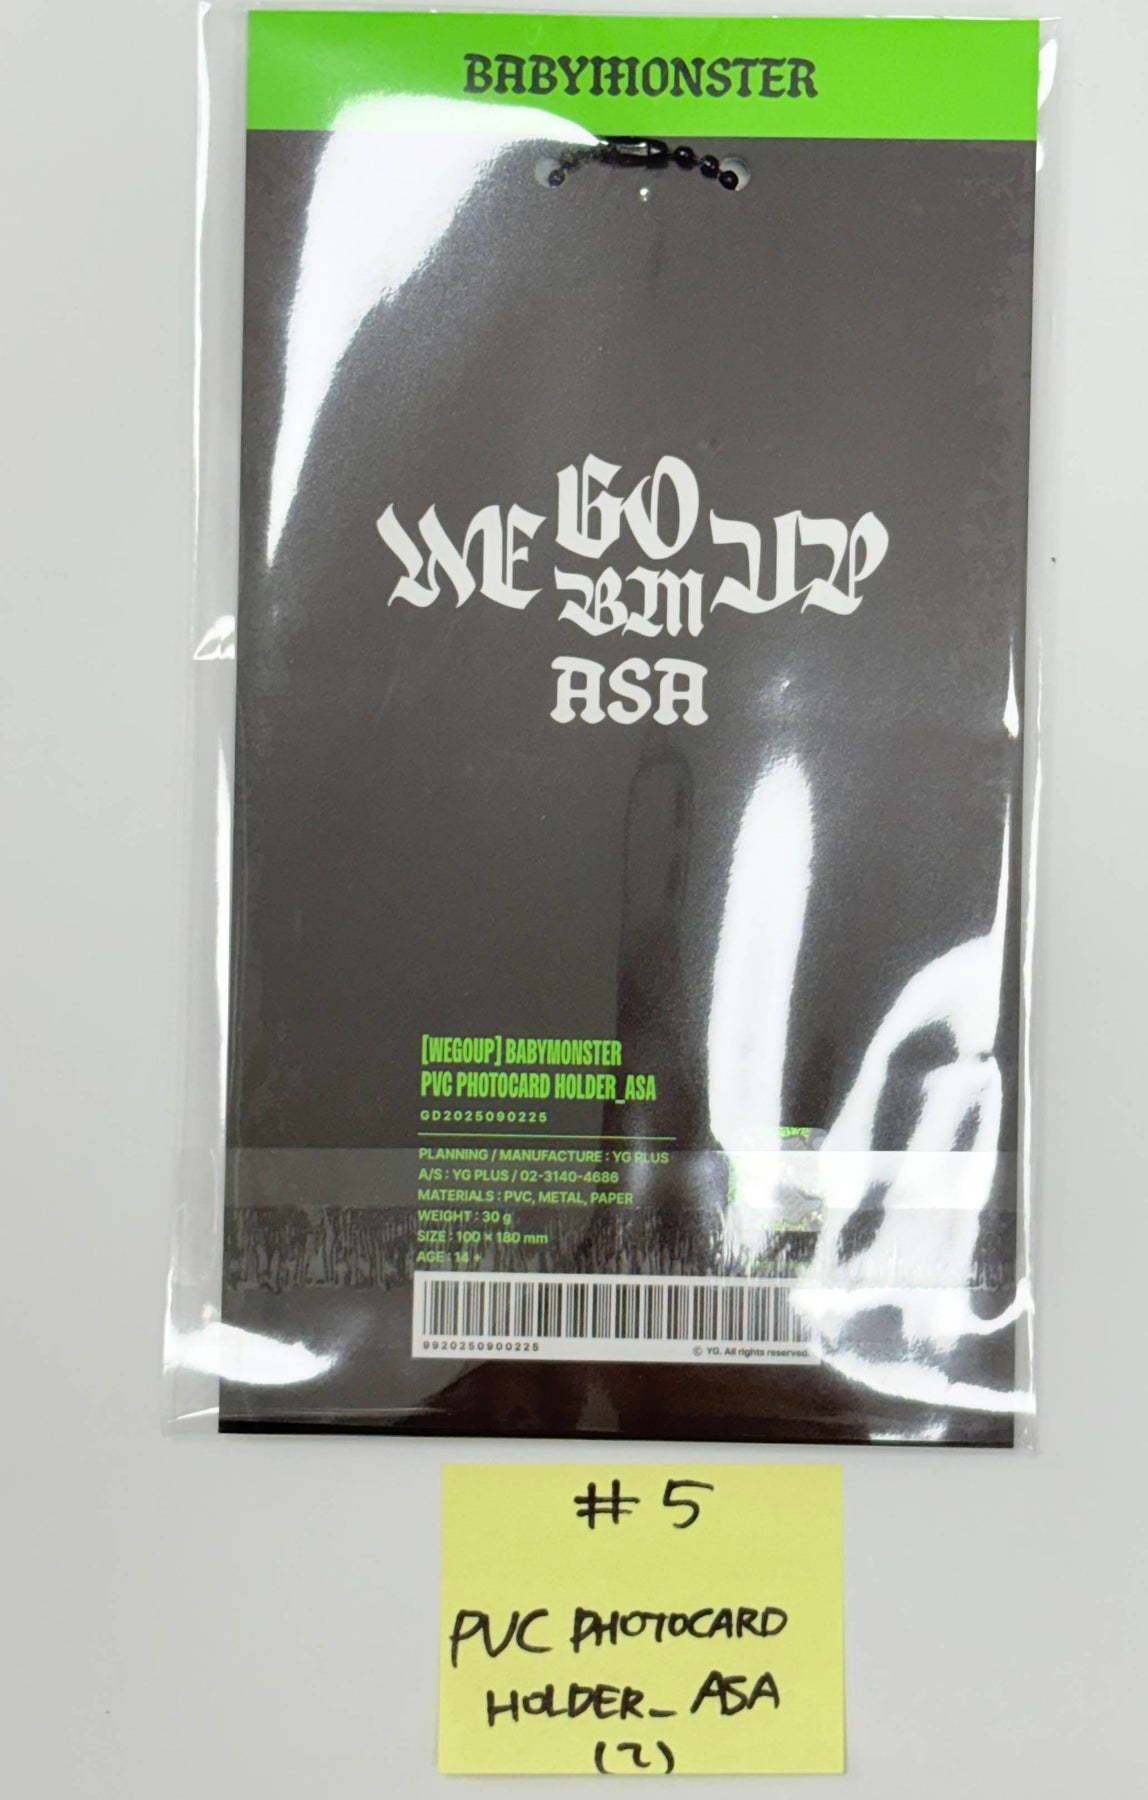 BABYMONSTER
WE GO UP
BM
ASA
[WEGOUP] BABYMONSTER
PVC PHOTOCARD HOLDER_ASA
GD2025090225
PLANNING / MANUFACTURE : YG PLUS
A/S : YG PLUS / 02-3140-4686
MATERIALS : PVC, METAL, PAPER
WEIGHT : 30 g
SIZE : 100 × 180 mm
AGE : 14 +
9920250900225
© YG. All rights reserved.
#5
PVC PHOTOCARD
HOLDER_ASA
(2)